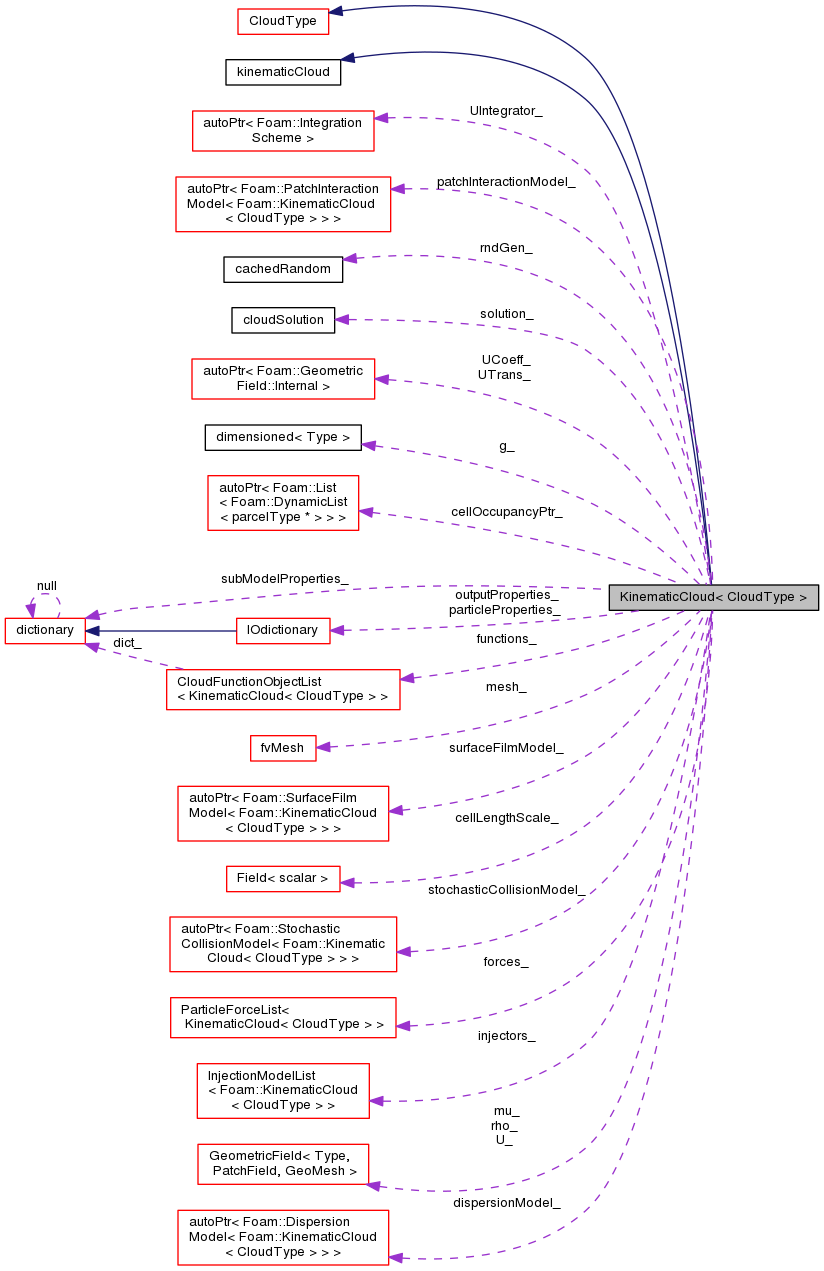 CloudType
kinematicCloud
UIntegrator_
autoPtr< Foam::Integration
Scheme >
patchInteractionModel_
autoPtr< Foam::PatchInteraction
Model< Foam::KinematicCloud
< CloudType > > >
rndGen_
cachedRandom
solution_
cloudSolution
UCoeff_
UTrans_
autoPtr< Foam::Geometric
Field::Internal >
dimensioned< Type >
g_
autoPtr< Foam::List
< Foam::DynamicList
< parcelType * > > >
cellOccupancyPtr_
null
subModelProperties_
outputProperties_
particleProperties_
KinematicCloud< CloudType >
dictionary
IOdictionary
dict_
functions_
CloudFunctionObjectList
< KinematicCloud< CloudType > >
mesh_
fvMesh
surfaceFilmModel_
autoPtr< Foam::SurfaceFilm
Model< Foam::KinematicCloud
< CloudType > > >
cellLengthScale_
Field< scalar >
stochasticCollisionModel_
autoPtr< Foam::Stochastic
CollisionModel< Foam::Kinematic
Cloud< CloudType > > >
forces_
ParticleForceList<
KinematicCloud< CloudType > >
injectors_
InjectionModelList
< Foam::KinematicCloud
< CloudType > >
mu_
rho_
U_
GeometricField< Type,
PatchField, GeoMesh >
dispersionModel_
autoPtr< Foam::Dispersion
Model< Foam::KinematicCloud
< CloudType > > >